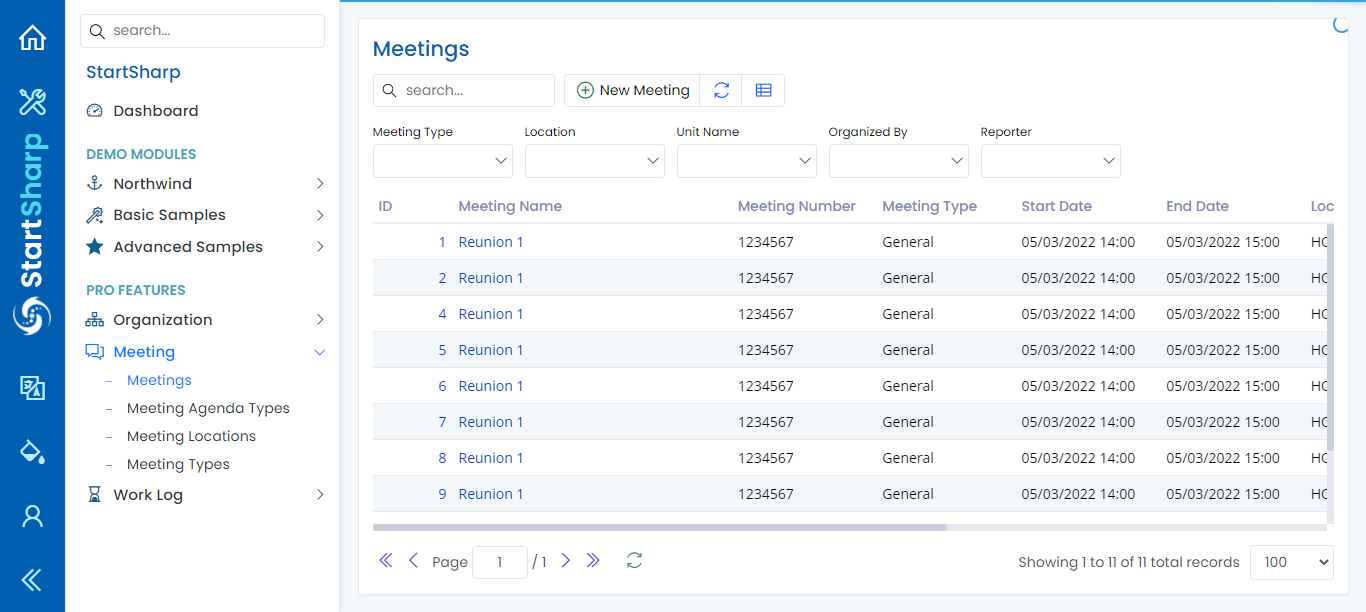 StartSharp
search...
StartSharp
Dashboard
DEMO MODULES
Northwind
Basic Samples
Advanced Samples
PRO FEATURES
Organization
Meeting
– Meetings
– Meeting Agenda Types
– Meeting Locations
– Meeting Types
Work Log
Meetings
search... New Meeting
Meeting Type Location Unit Name Organized By Reporter
ID Meeting Name Meeting Number Meeting Type Start Date End Date Loc
1 Reunion 1 1234567 General 05/03/2022 14:00 05/03/2022 15:00 HO
2 Reunion 1 1234567 General 05/03/2022 14:00 05/03/2022 15:00 HO
4 Reunion 1 1234567 General 05/03/2022 14:00 05/03/2022 15:00 HO
5 Reunion 1 1234567 General 05/03/2022 14:00 05/03/2022 15:00 HO
6 Reunion 1 1234567 General 05/03/2022 14:00 05/03/2022 15:00 HO
7 Reunion 1 1234567 General 05/03/2022 14:00 05/03/2022 15:00 HO
8 Reunion 1 1234567 General 05/03/2022 14:00 05/03/2022 15:00 HO
9 Reunion 1 1234567 General 05/03/2022 14:00 05/03/2022 15:00 HO
Page 1 / 1 Showing 1 to 11 of 11 total records 100